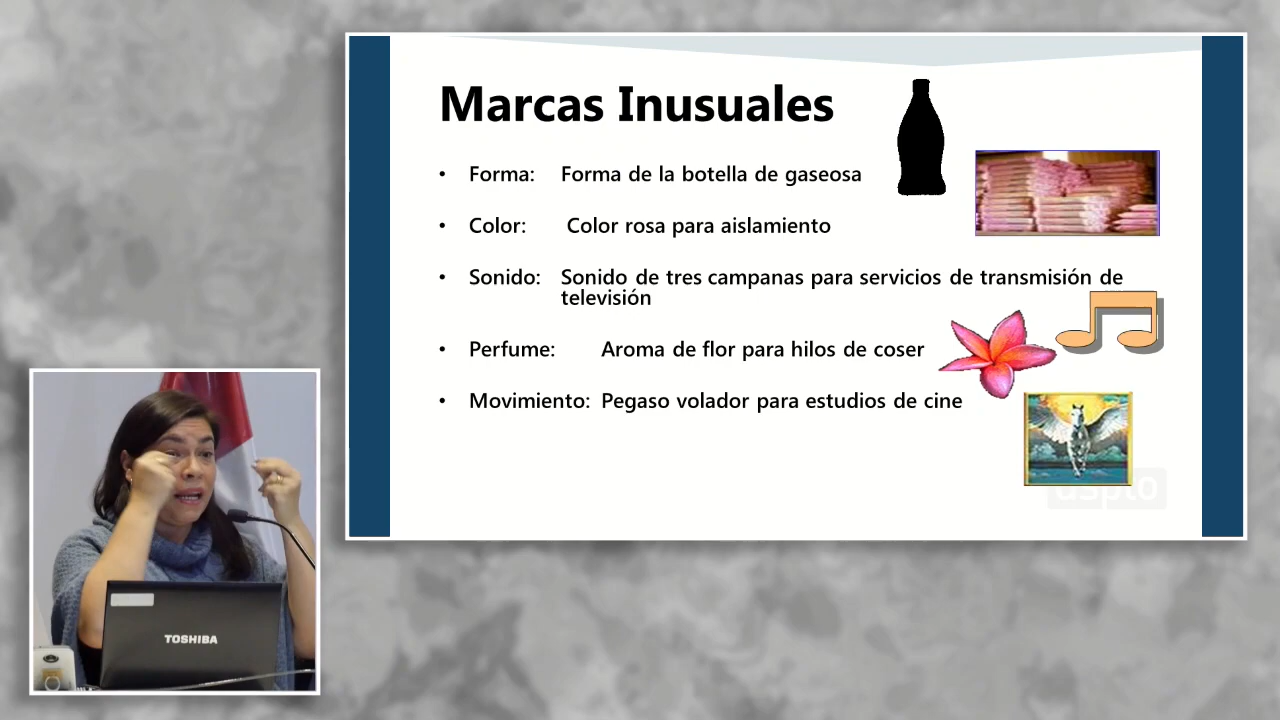 Marcas Inusuales
• Forma: Forma de la botella de gaseosa
• Color: Color rosa para aislamiento
• Sonido: Sonido de tres campanas para servicios de transmisión de
televisión
• Perfume: Aroma de flor para hilos de coser
• Movimiento: Pegaso volador para estudios de cine
uspto
TOSHIBA